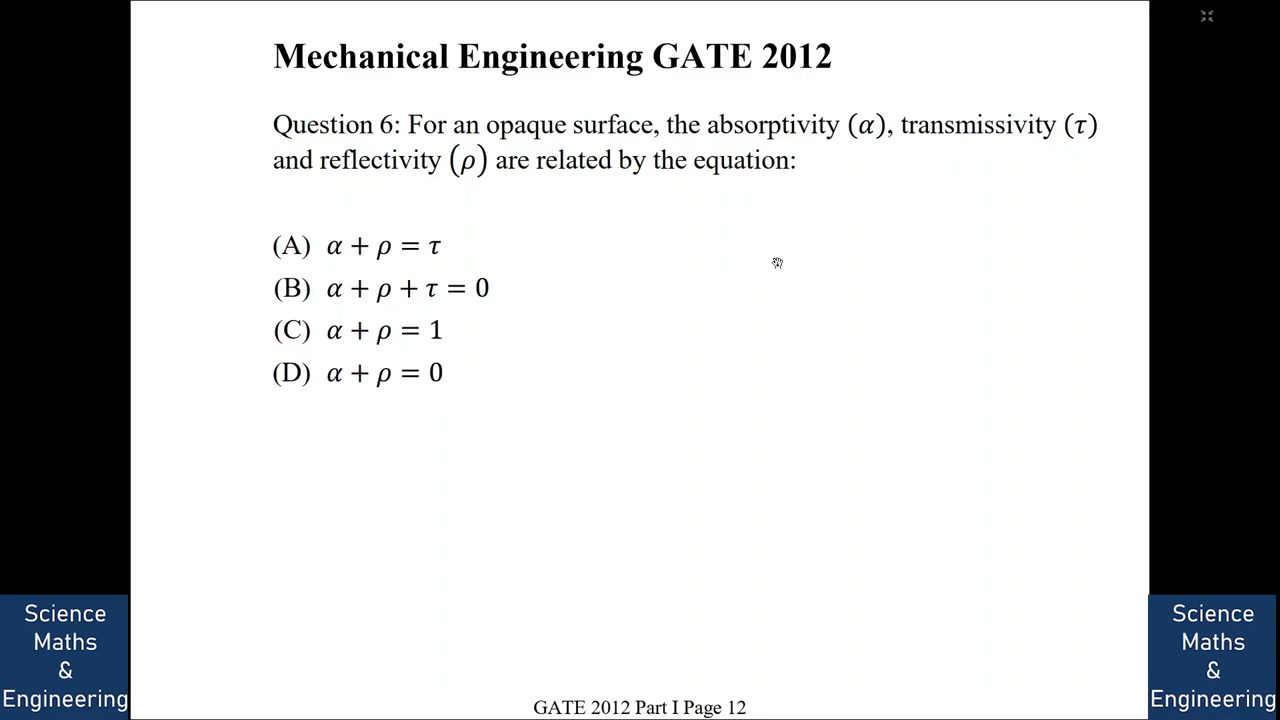 Mechanical Engineering GATE 2012
Question 6: For an opaque surface, the absorptivity (α), transmissivity (τ)
and reflectivity (ρ) are related by the equation:
(A) α + ρ = τ
(B) α + ρ + τ = 0
(C) α + ρ = 1
(D) α + ρ = 0
Science
Maths
&
Engineering
Science
Maths
&
Engineering
GATE 2012 Part I Page 12